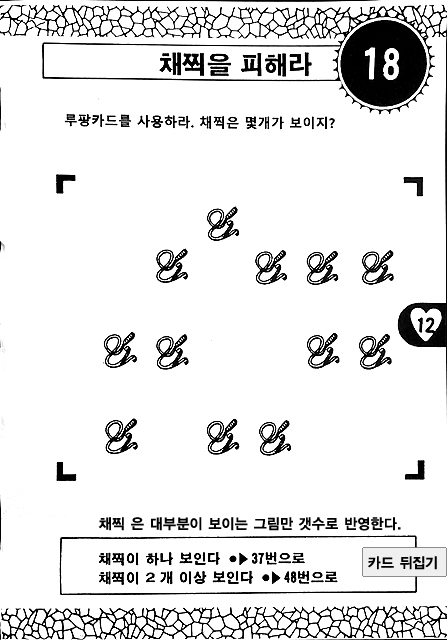 채찍을 피해라
18
루팡카드를 사용하라. 채찍은 몇개가 보이지?
12
채찍 은 대부분이 보이는 그림만 갯수로 반영한다.
채찍이 하나 보인다 ●▶37번으로
채찍이 2 개 이상 보인다 ●▶48번으로
카드 뒤집기